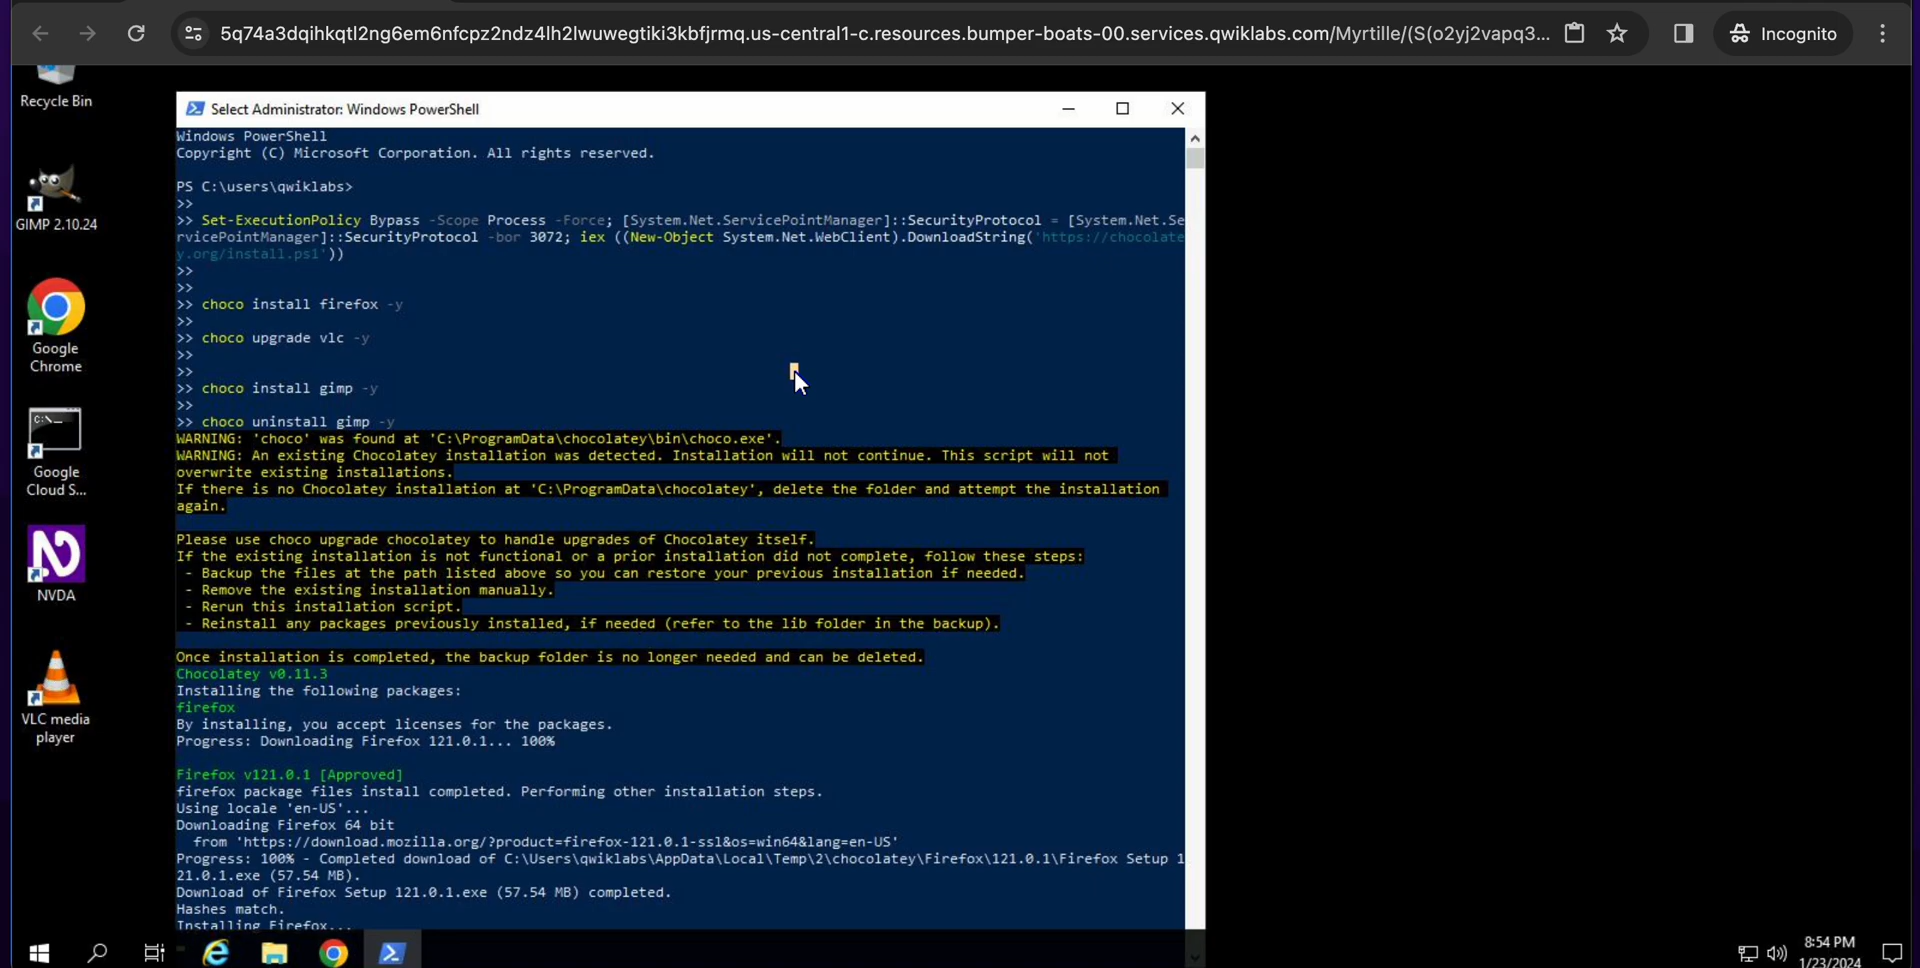 5q74a3dqihkqtl2ng6em6nfcpz2ndz4lh2lwuwegtiki3kbfjrmq.us-central1-c.resources.bumper-boats-00.services.qwiklabs.com/Myrtille/(S(o2yj2vapq3...
Incognito
Recycle Bin
GIMP 2.10.24
Google
Chrome
C:\_
Google
Cloud S...
NVDA
VLC media
player
Select Administrator: Windows PowerShell
Windows PowerShell
Copyright (C) Microsoft Corporation. All rights reserved.
PS C:\users\qwiklabs>
>>
>> Set-ExecutionPolicy Bypass -Scope Process -Force; [System.Net.ServicePointManager]::SecurityProtocol = [System.Net.Se
rvicePointManager]::SecurityProtocol -bor 3072; iex ((New-Object System.Net.WebClient).DownloadString('https://chocolate
y.org/install.ps1'))
>>
>>
>> choco install firefox -y
>>
>> choco upgrade vlc -y
>>
>>
>> choco install gimp -y
>>
>> choco uninstall gimp -y
WARNING: 'choco' was found at 'C:\ProgramData\chocolatey\bin\choco.exe'.
WARNING: An existing Chocolatey installation was detected. Installation will not continue. This script will not
overwrite existing installations.
If there is no Chocolatey installation at 'C:\ProgramData\chocolatey', delete the folder and attempt the installation
again.
Please use choco upgrade chocolatey to handle upgrades of Chocolatey itself.
If the existing installation is not functional or a prior installation did not complete, follow these steps:
- Backup the files at the path listed above so you can restore your previous installation if needed.
- Remove the existing installation manually.
- Rerun this installation script.
- Reinstall any packages previously installed, if needed (refer to the lib folder in the backup).
Once installation is completed, the backup folder is no longer needed and can be deleted.
Chocolatey v0.11.3
Installing the following packages:
firefox
By installing, you accept licenses for the packages.
Progress: Downloading Firefox 121.0.1... 100%
Firefox v121.0.1 [Approved]
firefox package files install completed. Performing other installation steps.
Using locale 'en-US'...
Downloading Firefox 64 bit
from 'https://download.mozilla.org/?product=firefox-121.0.1-ssl&os=win64&lang=en-US'
Progress: 100% - Completed download of C:\Users\qwiklabs\AppData\Local\Temp\2\chocolatey\Firefox\121.0.1\Firefox Setup 1
21.0.1.exe (57.54 MB).
Download of Firefox Setup 121.0.1.exe (57.54 MB) completed.
Hashes match.
Installing Firefox...
8:54 PM
1/23/2024